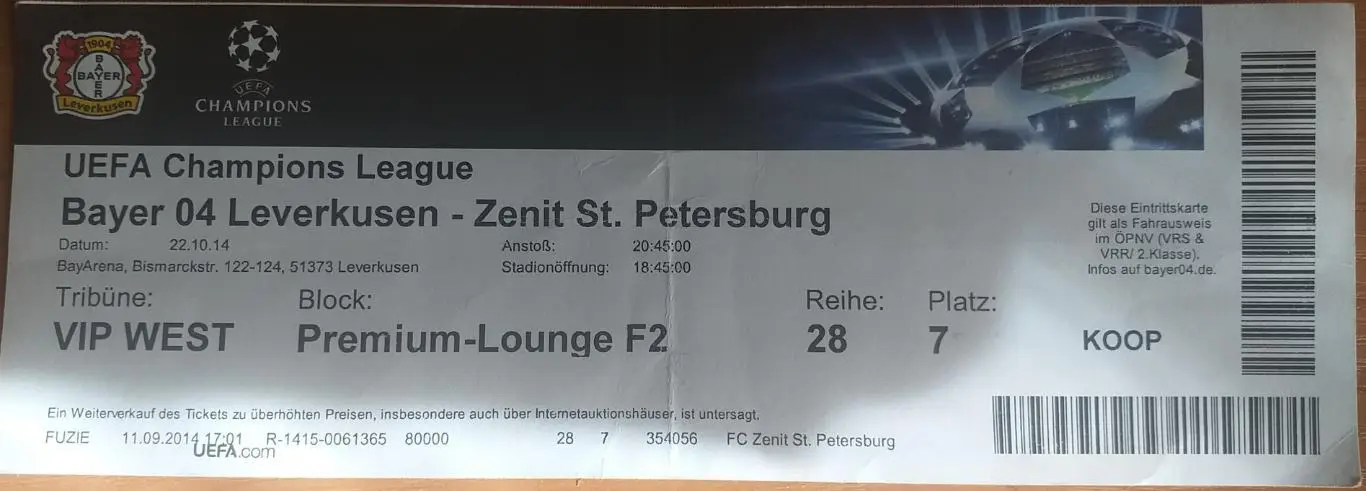 1904
BAYER
BAYER
Leverkusen
UEFA
CHAMPIONS
LEAGUE
UEFA Champions League
Bayer 04 Leverkusen - Zenit St. Petersburg
Datum: 22.10.14 Anstoß: 20:45:00
BayArena, Bismarckstr. 122-124, 51373 Leverkusen Stadionöffnung: 18:45:00
Tribüne: Block: Reihe: Platz:
VIP WEST Premium-Lounge F2 28 7 KOOP
Diese Eintrittskarte
gilt als Fahrausweis
im ÖPNV (VRS &
VRR/ 2.Klasse).
Infos auf bayer04.de.
Ein Weiterverkauf des Tickets zu überhöhten Preisen, insbesondere auch über Internetauktionshäuser, ist untersagt.
FUZIE 11.09.2014 17:01 R-1415-0061365 80000 28 7 354056 FC Zenit St. Petersburg
UEFA.com